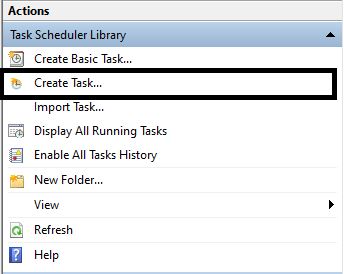 Actions
Task Scheduler Library
Create Basic Task...
Create Task...
Import Task...
Display All Running Tasks
Enable All Tasks History
New Folder...
View
Refresh
Help